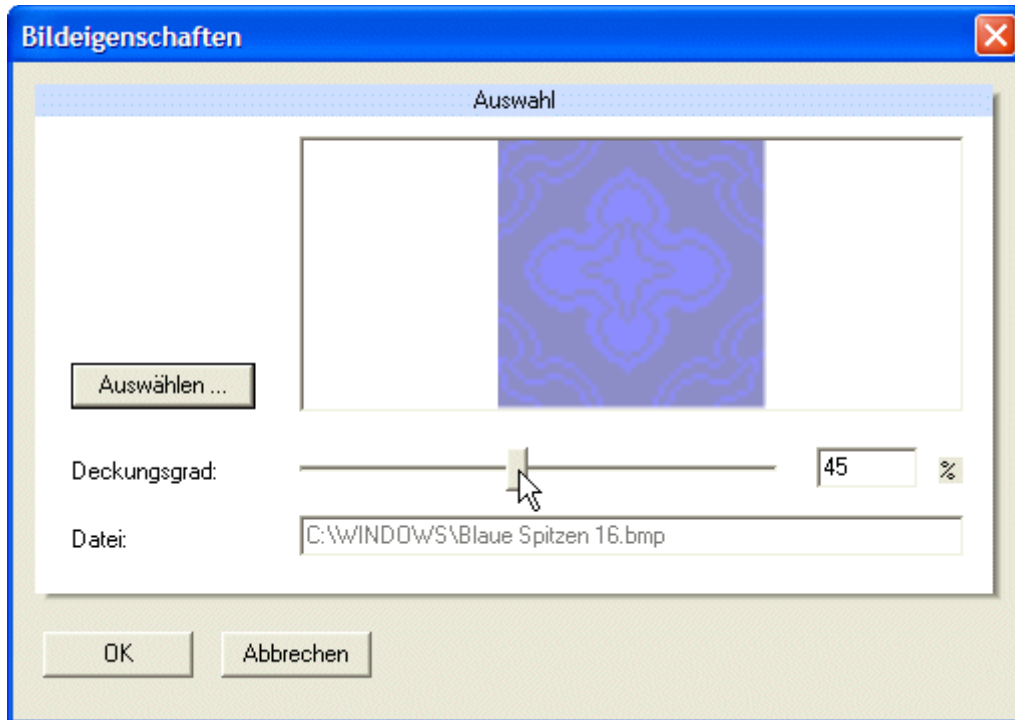 Bildeigenschaften
Auswahl
Auswählen ...
Deckungsgrad:
45
%
Datei:
C:\WINDOWS\Blaue Spitzen 16.bmp
OK
Abbrechen